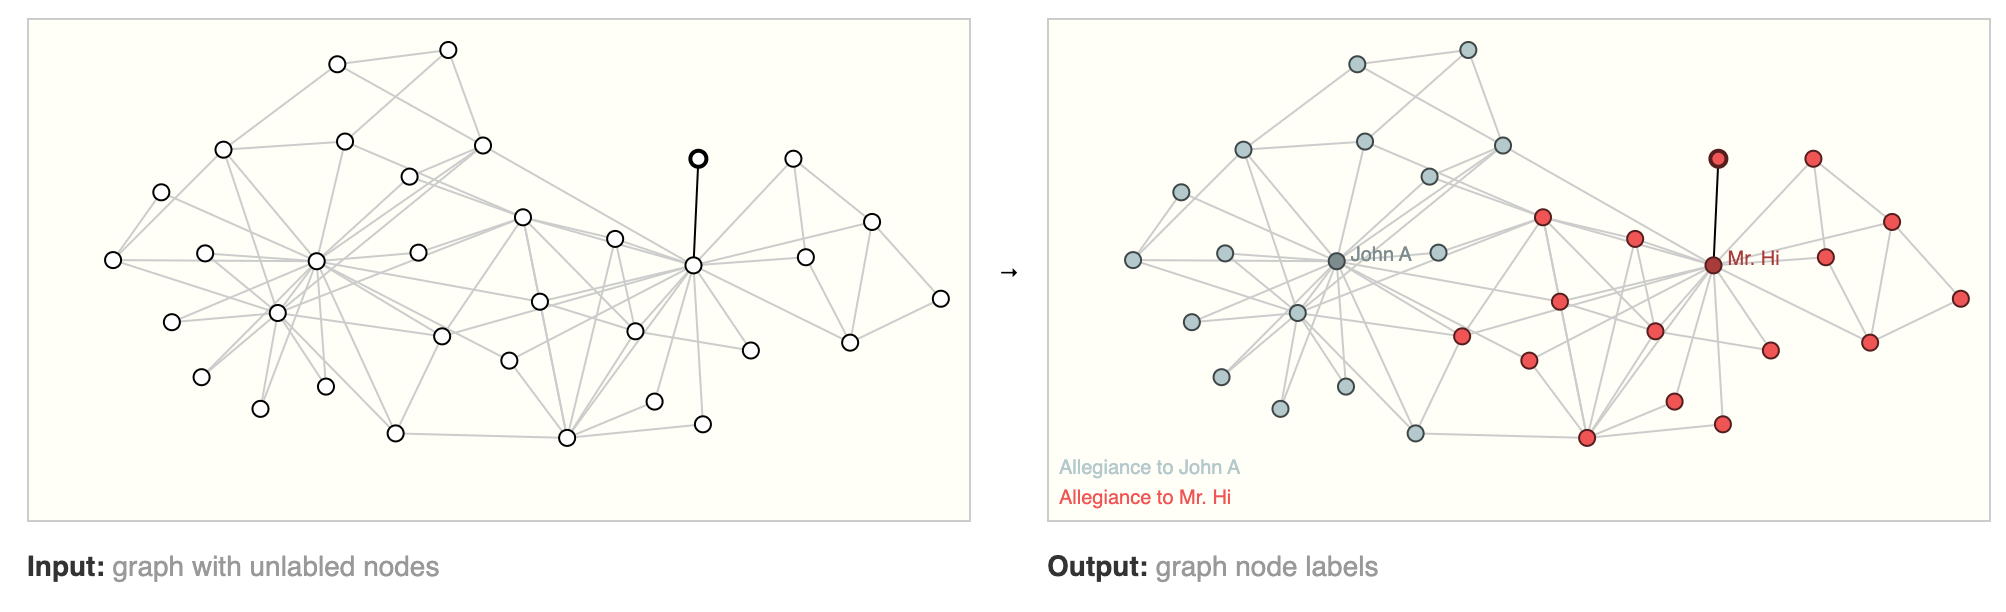 →
John A
Mr. Hi
Allegiance to John A
Allegiance to Mr. Hi
Input: graph with unlabled nodes
Output: graph node labels